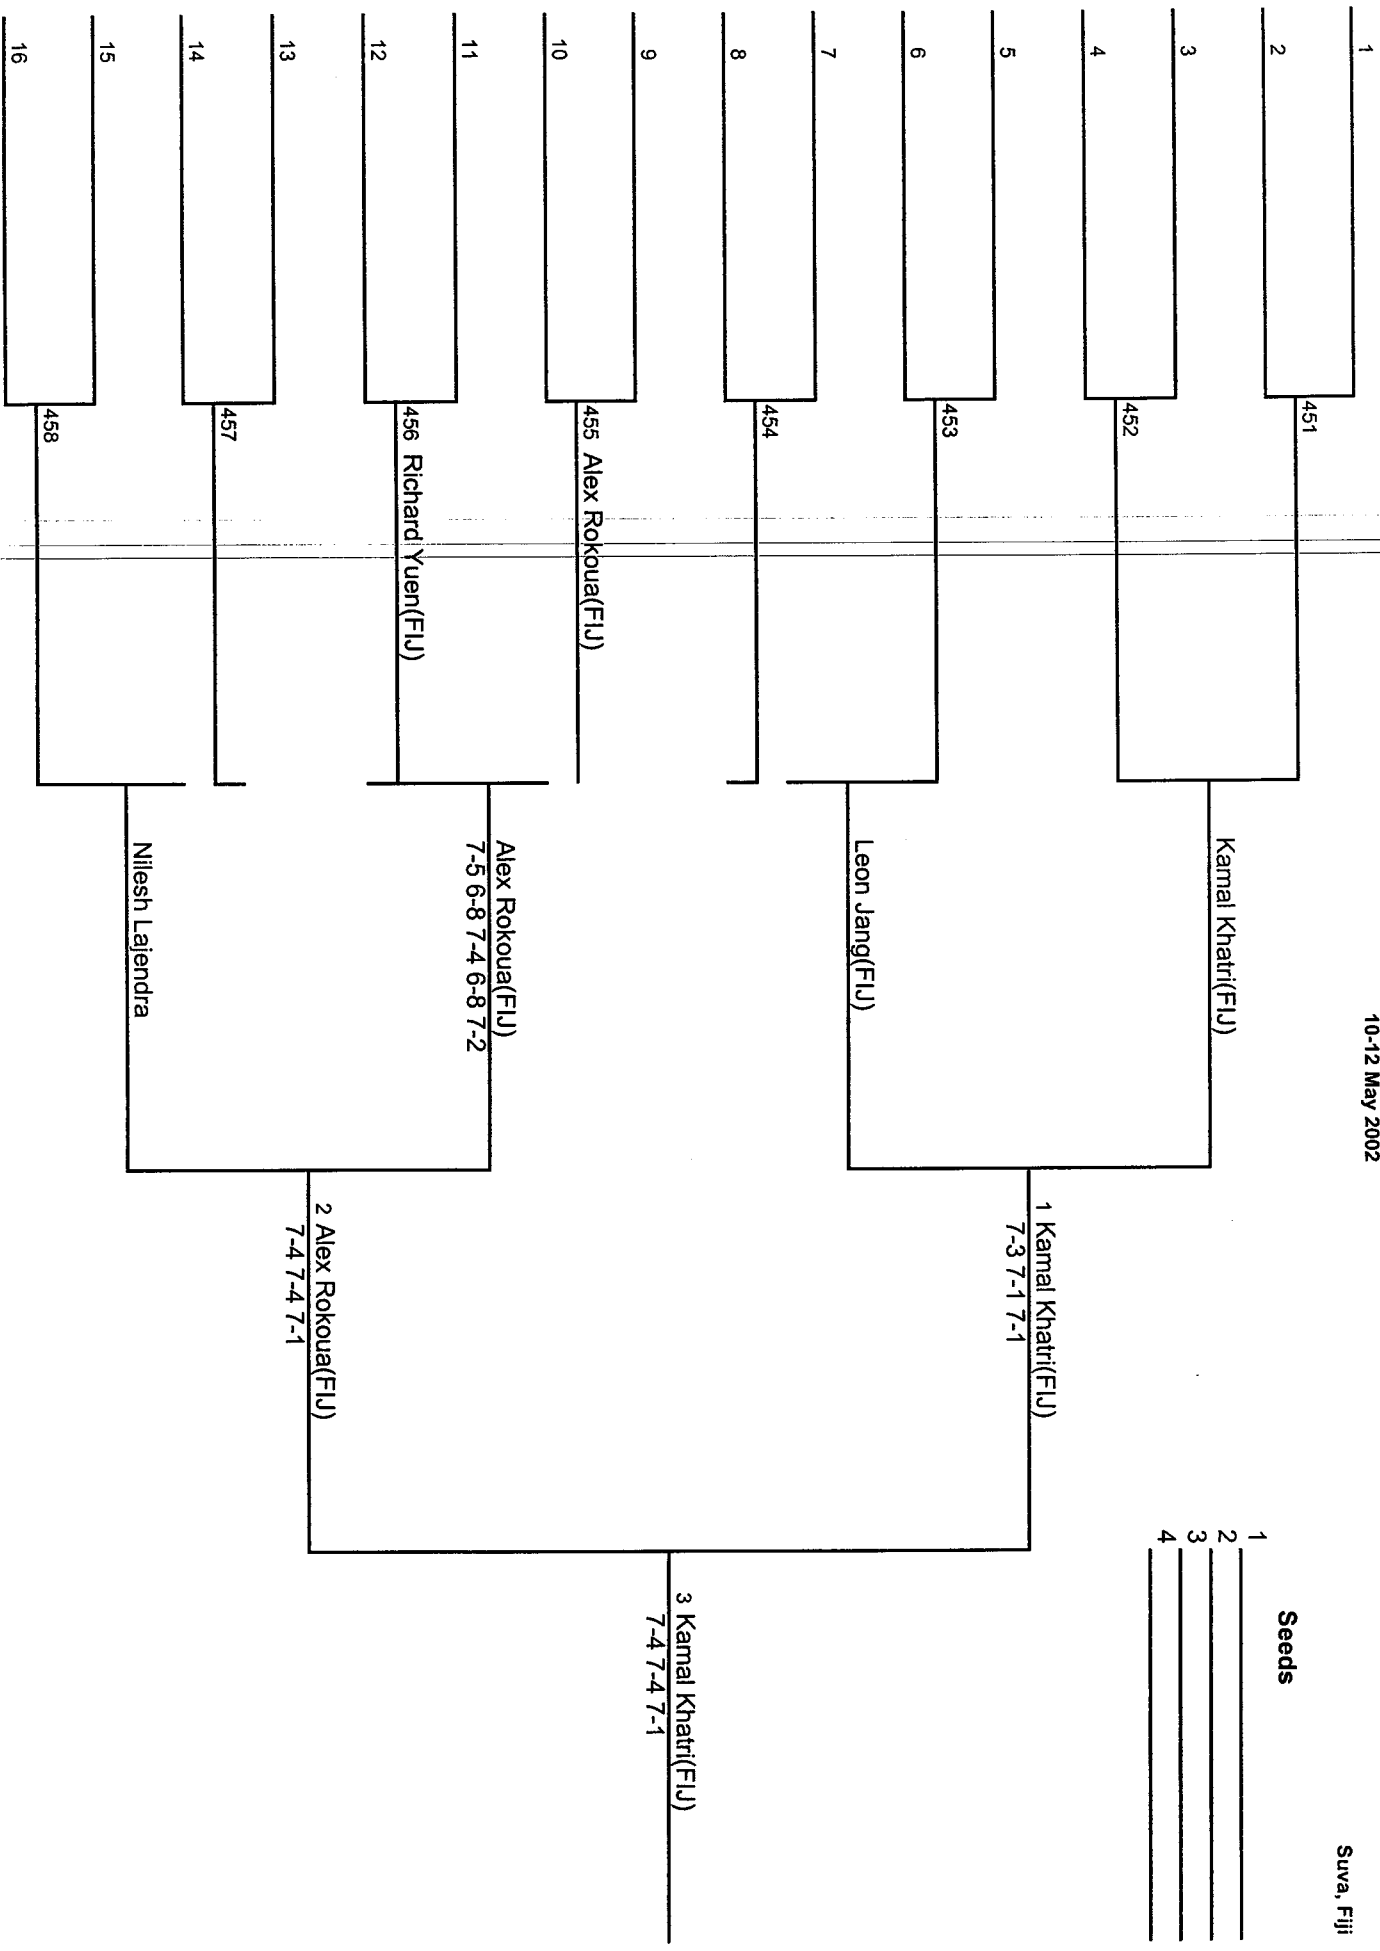 10-12 May 2002
Suva, Fiji
Seeds
1
2
3
4
1
2
3
4
5
6
7
8
9
10
11
12
13
14
15
16
451
452
453
454
455 Alex Rokoua(FIJ)
456 Richard Yuen(FIJ)
457
458
Kamal Khatri(FIJ)
Leon Jang(FIJ)
Alex Rokoua(FIJ)
7-5 6-8 7-4 6-8 7-2
Nilesh Lajendra
1 Kamal Khatri(FIJ)
7-3 7-1 7-1
2 Alex Rokoua(FIJ)
7-4 7-4 7-1
3 Kamal Khatri(FIJ)
7-4 7-4 7-1